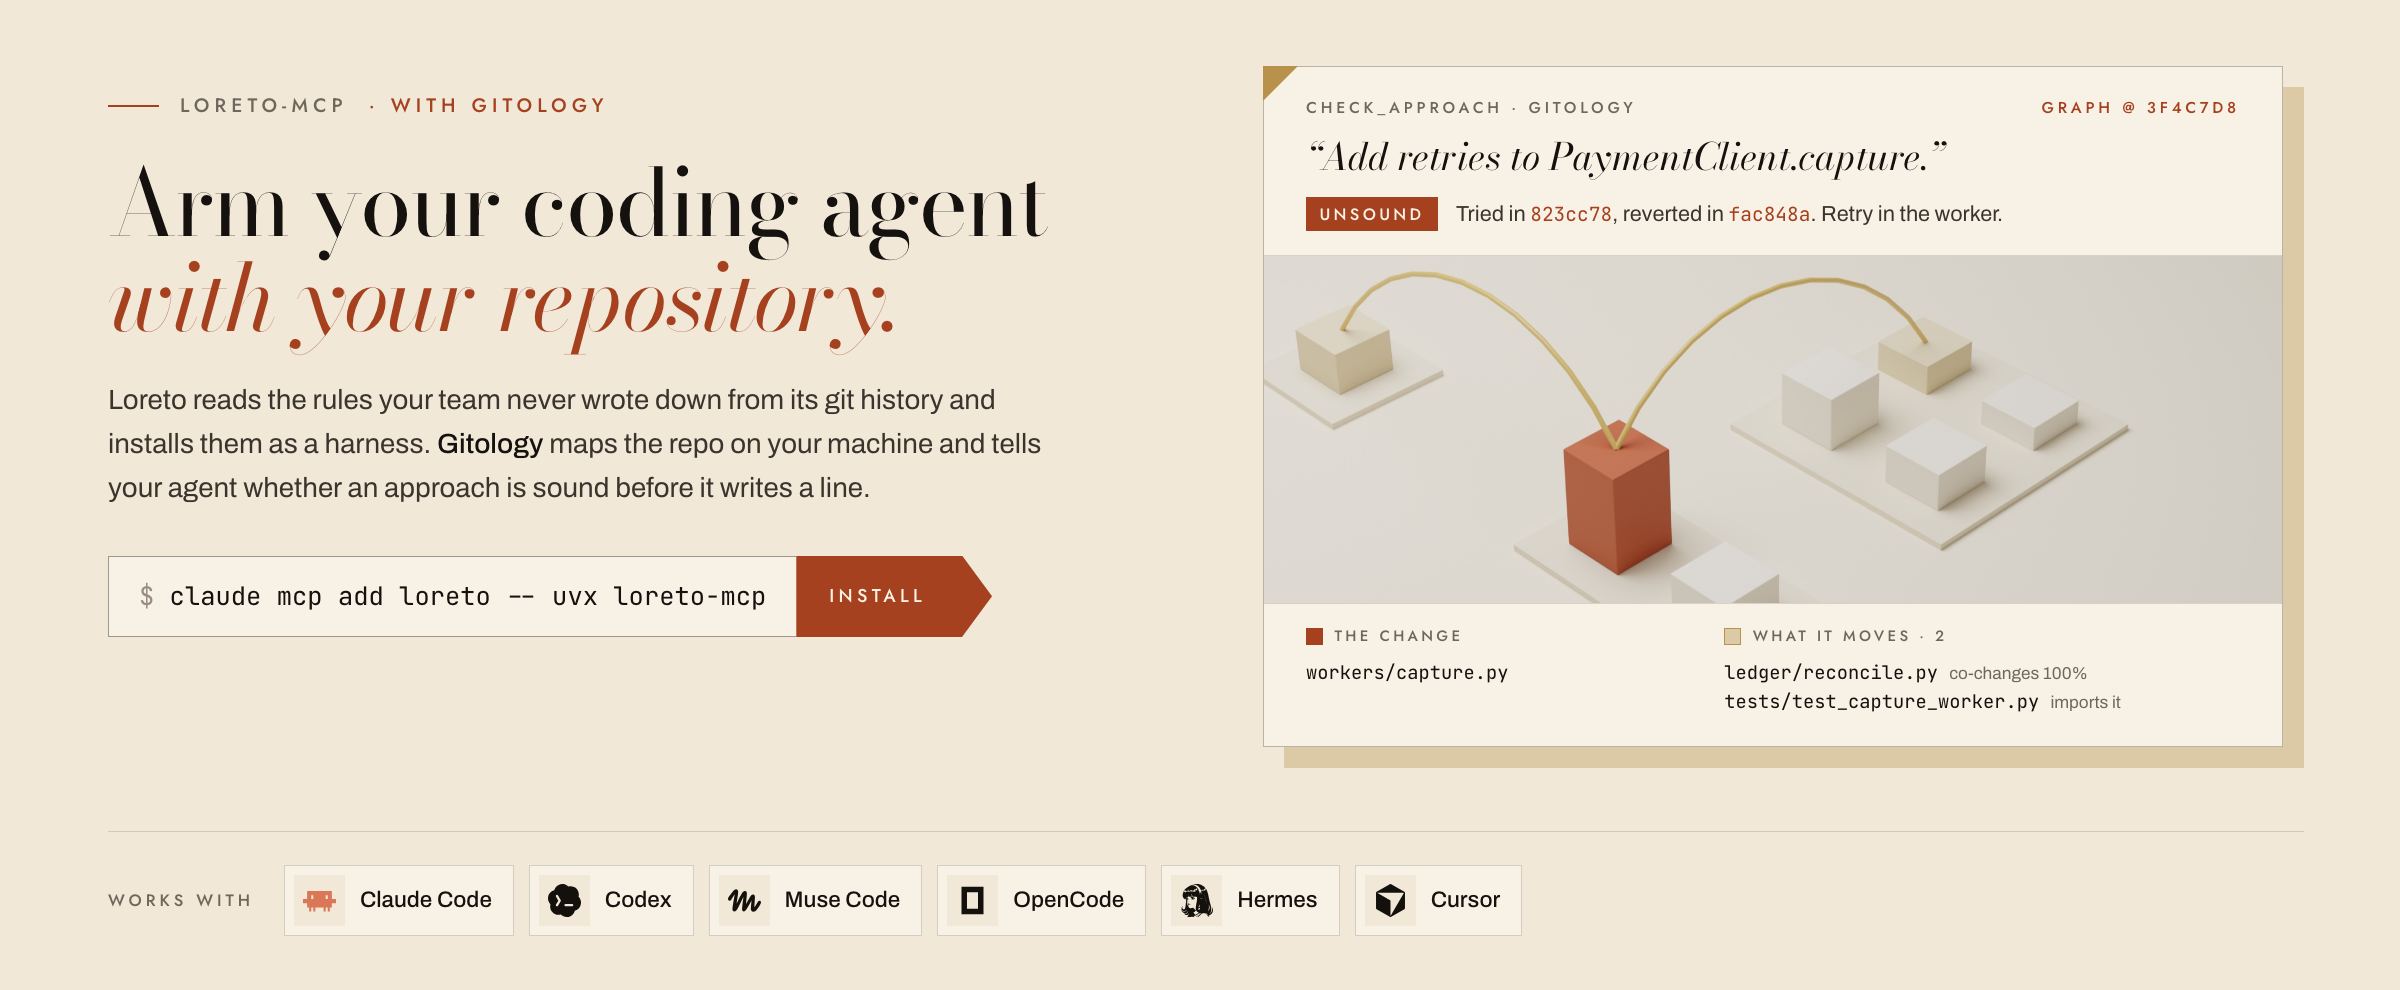 LORETO-MCP · WITH GITOLOGY
Arm your coding agent
with your repository.
Loreto reads the rules your team never wrote down from its git history and
installs them as a harness. Gitology maps the repo on your machine and tells
your agent whether an approach is sound before it writes a line.
$ claude mcp add loreto -- uvx loreto-mcp
INSTALL
CHECK_APPROACH · GITOLOGY
GRAPH @ 3F4C7D8
“Add retries to PaymentClient.capture.”
UNSOUND
Tried in 823cc78, reverted in fac848a. Retry in the worker.
THE CHANGE
workers/capture.py
WHAT IT MOVES · 2
ledger/reconcile.py co-changes 100%
tests/test_capture_worker.py imports it
WORKS WITH
Claude Code
Codex
Muse Code
OpenCode
Hermes
Cursor